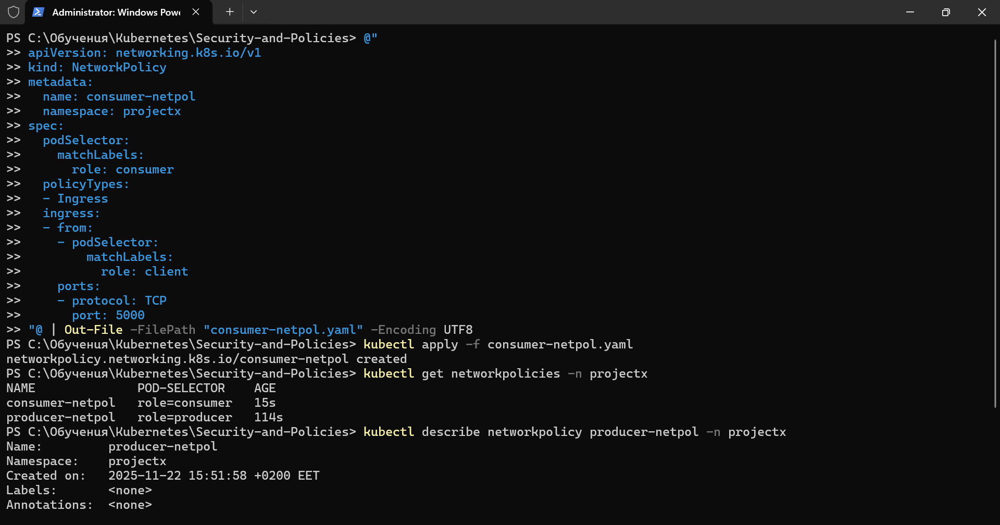 Administrator: Windows Powe
PS C:\Обучения\Kubernetes\Security-and-Policies> @"
>> apiVersion: networking.k8s.io/v1
>> kind: NetworkPolicy
>> metadata:
>>   name: consumer-netpol
>>   namespace: projectx
>> spec:
>>   podSelector:
>>     matchLabels:
>>       role: consumer
>>   policyTypes:
>>   - Ingress
>>   ingress:
>>   - from:
>>     - podSelector:
>>         matchLabels:
>>           role: client
>>     ports:
>>     - protocol: TCP
>>       port: 5000
>> "@ | Out-File -FilePath "consumer-netpol.yaml" -Encoding UTF8
PS C:\Обучения\Kubernetes\Security-and-Policies> kubectl apply -f consumer-netpol.yaml
networkpolicy.networking.k8s.io/consumer-netpol created
PS C:\Обучения\Kubernetes\Security-and-Policies> kubectl get networkpolicies -n projectx
NAME              POD-SELECTOR    AGE
consumer-netpol   role=consumer   15s
producer-netpol   role=producer   114s
PS C:\Обучения\Kubernetes\Security-and-Policies> kubectl describe networkpolicy producer-netpol -n projectx
Name:         producer-netpol
Namespace:    projectx
Created on:   2025-11-22 15:51:58 +0200 EET
Labels:       <none>
Annotations:  <none>